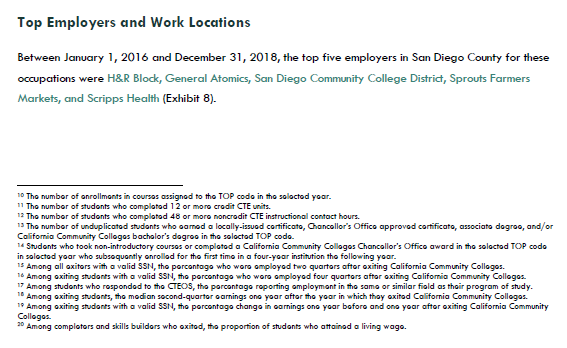 Top Employers and Work Locations
Between January 1, 2016 and December 31, 2018, the top five employers in San Diego County for these
occupations were H&R Block, General Atomics, San Diego Community College District, Sprouts Farmers
Markets, and Scripps Health (Exhibit 8).
10 The number of enrollments in courses assigned to the TOP code in the selected year.
11 The number of students who completed 12 or more credit CTE units.
12 The number of students who completed 48 or more noncredit CTE instructional contact hours.
13 The number of unduplicated students who earned a locally-issued certificate, Chancellor's Office approved certificate, associate degree, and/or
California Community Colleges bachelor's degree in the selected TOP code.
14 Students who took non-introductory courses or completed a California Community Colleges Chancellor's Office award in the selected TOP code
in selected year who subsequently enrolled for the first time in a four-year institution the following year.
15 Among all exiters with a valid SSN, the percentage who were employed two quarters after exiting California Community Colleges.
16 Among exiting students with a valid SSN, the percentage who were employed four quarters after exiting California Community Colleges.
17 Among students who responded to the CTEOS, the percentage reporting employment in the same or similar field as their program of study.
18 Among exiting students, the median second-quarter earnings one year after the year in which they exited California Community Colleges.
19 Among exiting students with a valid SSN, the percentage change in earnings one year before and one year after exiting California Community
Colleges.
20 Among completers and skills builders who exited, the proportion of students who attained a living wage.